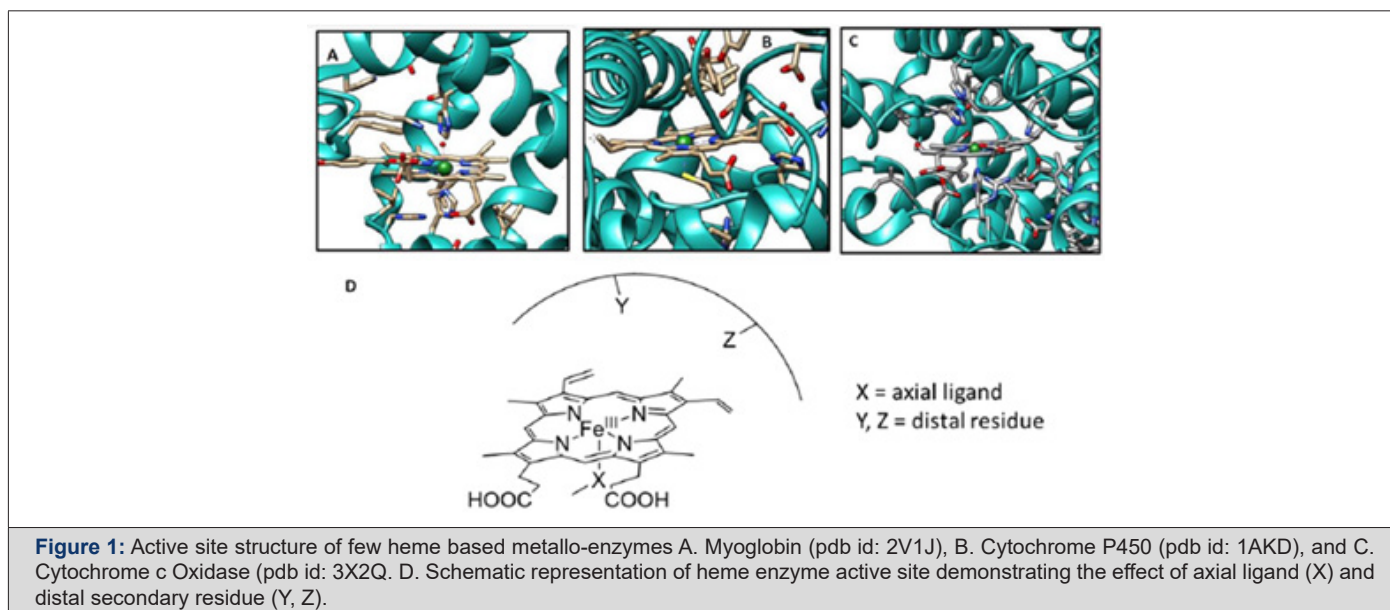 A
B
C
D
Y
Z
X = axial ligand
Y, Z = distal residue
N
N
Fe^III
N
N
X
HOOC
COOH
Figure 1: Active site structure of few heme based metallo-enzymes A. Myoglobin (pdb id: 2V1J), B. Cytochrome P450 (pdb id: 1AKD), and C.
Cytochrome c Oxidase (pdb id: 3X2Q. D. Schematic representation of heme enzyme active site demonstrating the effect of axial ligand (X) and
distal secondary residue (Y, Z).